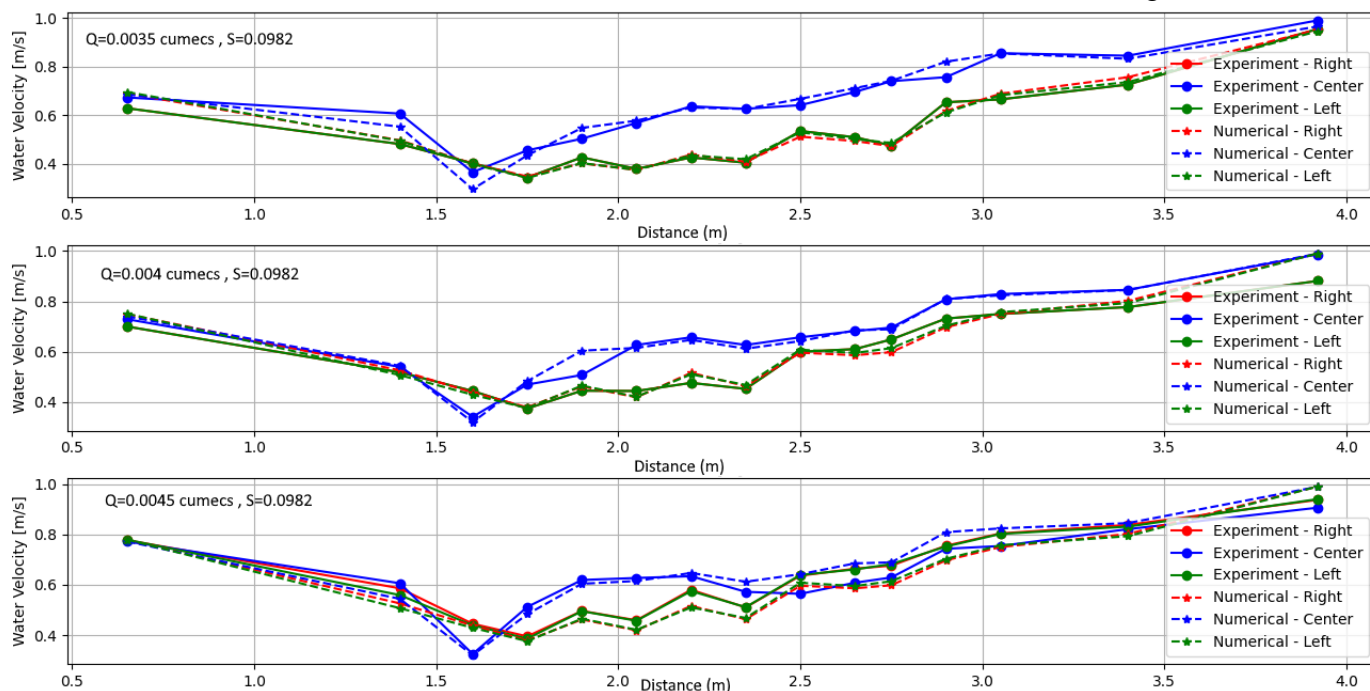 Q=0.0035 cumecs , S=0.0982
Water Velocity [m/s]
1.0
0.8
0.6
0.4
0.5 1.0 1.5 2.0 2.5 3.0 3.5 4.0
Distance (m)
Experiment - Right
Experiment - Center
Experiment - Left
Numerical - Right
Numerical - Center
Numerical - Left
Q=0.004 cumecs , S=0.0982
Water Velocity [m/s]
1.0
0.8
0.6
0.4
0.5 1.0 1.5 2.0 2.5 3.0 3.5 4.0
Distance (m)
Experiment - Right
Experiment - Center
Experiment - Left
Numerical - Right
Numerical - Center
Numerical - Left
Q=0.0045 cumecs , S=0.0982
Water Velocity [m/s]
1.0
0.8
0.6
0.4
0.5 1.0 1.5 2.0 2.5 3.0 3.5 4.0
Distance (m)
Experiment - Right
Experiment - Center
Experiment - Left
Numerical - Right
Numerical - Center
Numerical - Left